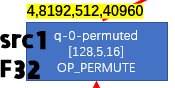 4,8192,512,40960
src1 q-0-permuted
[128,5,16]
F32 OP_PERMUTE